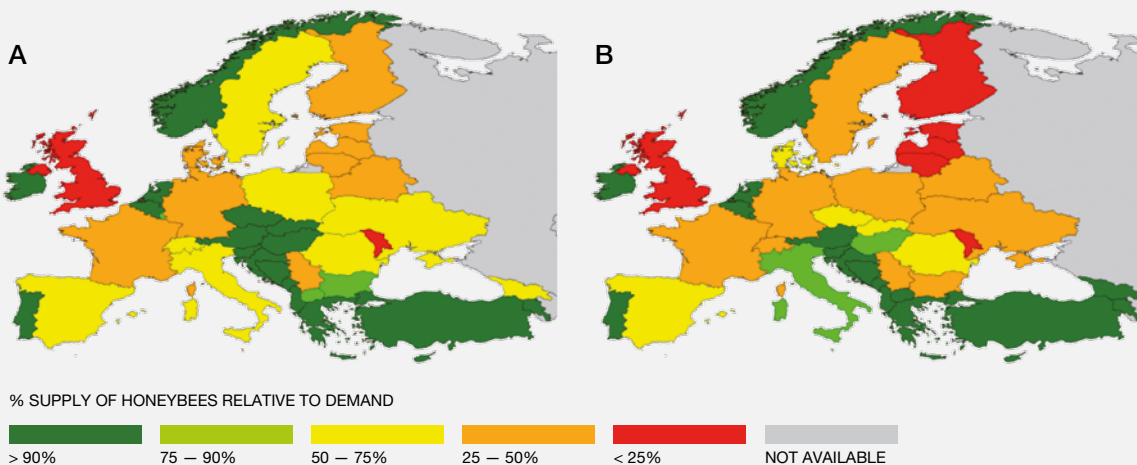 A
B
% SUPPLY OF HONEYBEES RELATIVE TO DEMAND
> 90%
75 — 90%
50 — 75%
25 — 50%
< 25%
NOT AVAILABLE